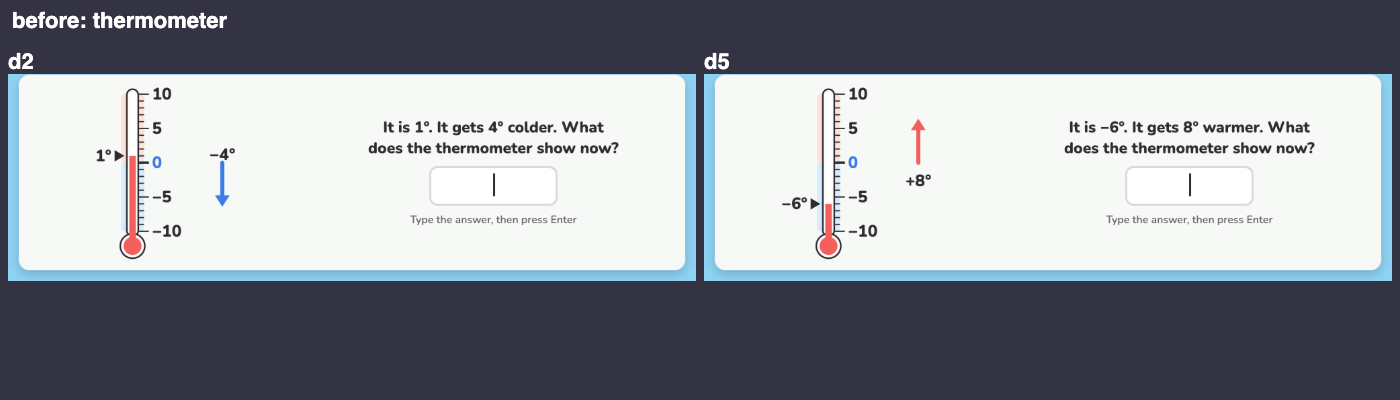 before: thermometer
d2
10
5
1°
0
−4°
−5
−10
It is 1°. It gets 4° colder. What
does the thermometer show now?
Type the answer, then press Enter
d5
10
5
0
−6°
−5
−10
+8°
It is −6°. It gets 8° warmer. What
does the thermometer show now?
Type the answer, then press Enter